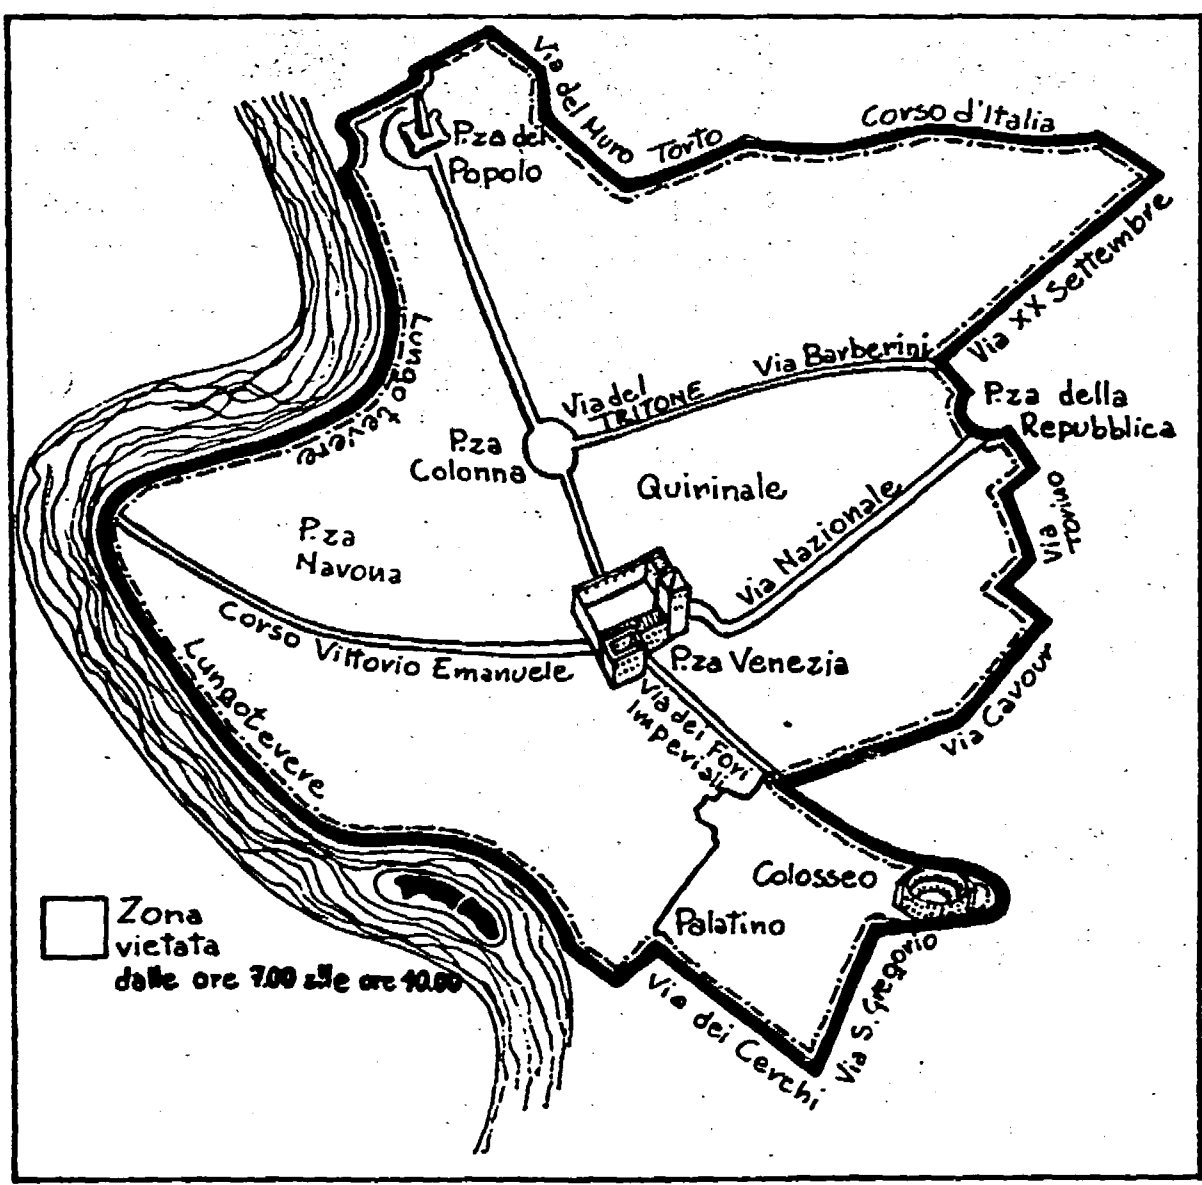 Via del Muro
Torto
Corso d'Italia
P.za del
Popolo
Via XX Settembre
Lungotevere
Via Barberini
Via del
TRITONE
P.za della
Repubblica
P.za
Colonna
Quirinale
Via Nazionale
Via
TORINO
P.za
Navona
Corso Vittorio Emanuele
P.za Venezia
Via Cavour
Lungotevere
Via dei Fori
Imperiali
Colosseo
Palatino
Via S. Gregorio
Via dei Cerchi
Zona
vietata
dalle ore 7.00 alle ore 10.00